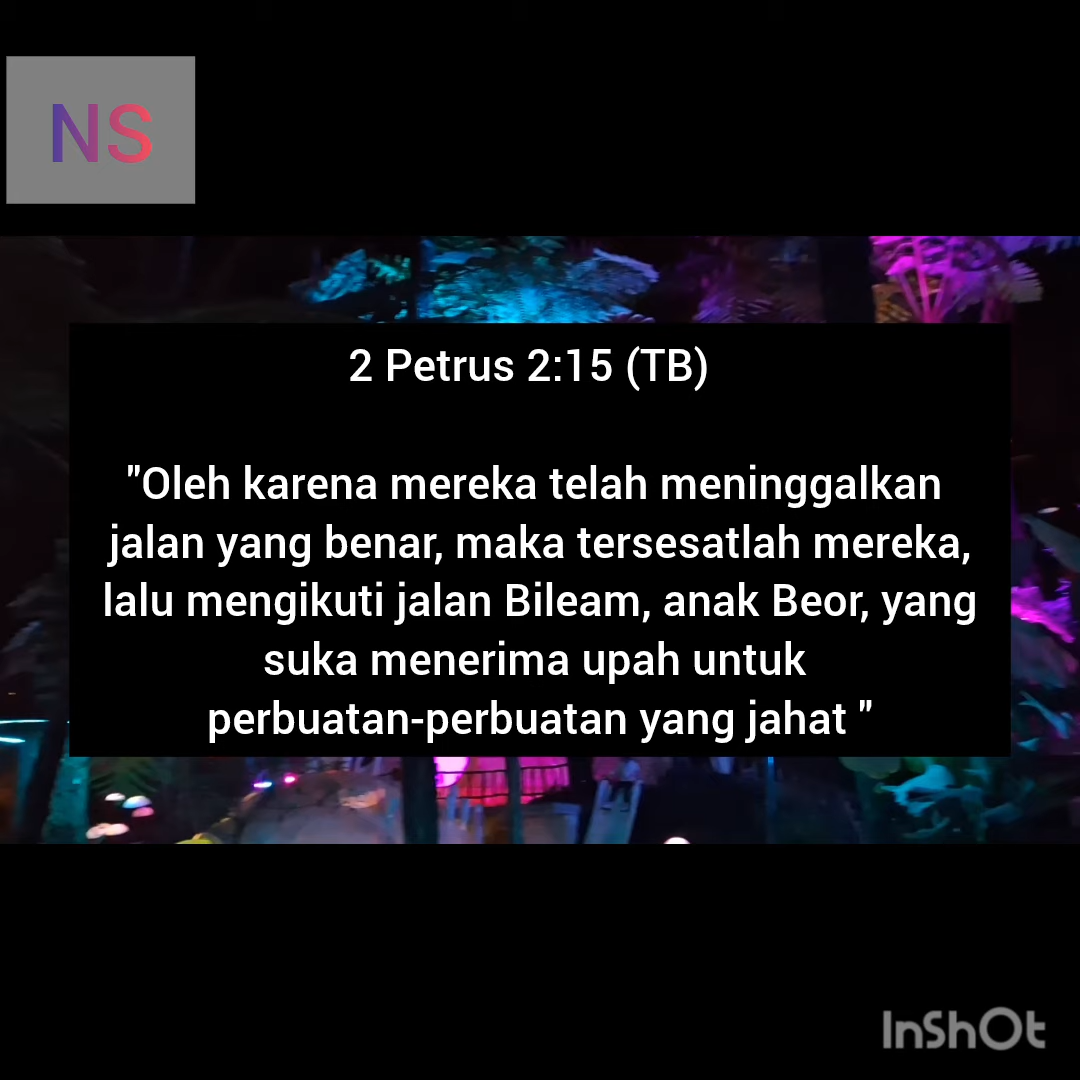 NS
2 Petrus 2:15 (TB)
"Oleh karena mereka telah meninggalkan
jalan yang benar, maka tersesatlah mereka,
lalu mengikuti jalan Bileam, anak Beor, yang
suka menerima upah untuk
perbuatan-perbuatan yang jahat "
InShOt